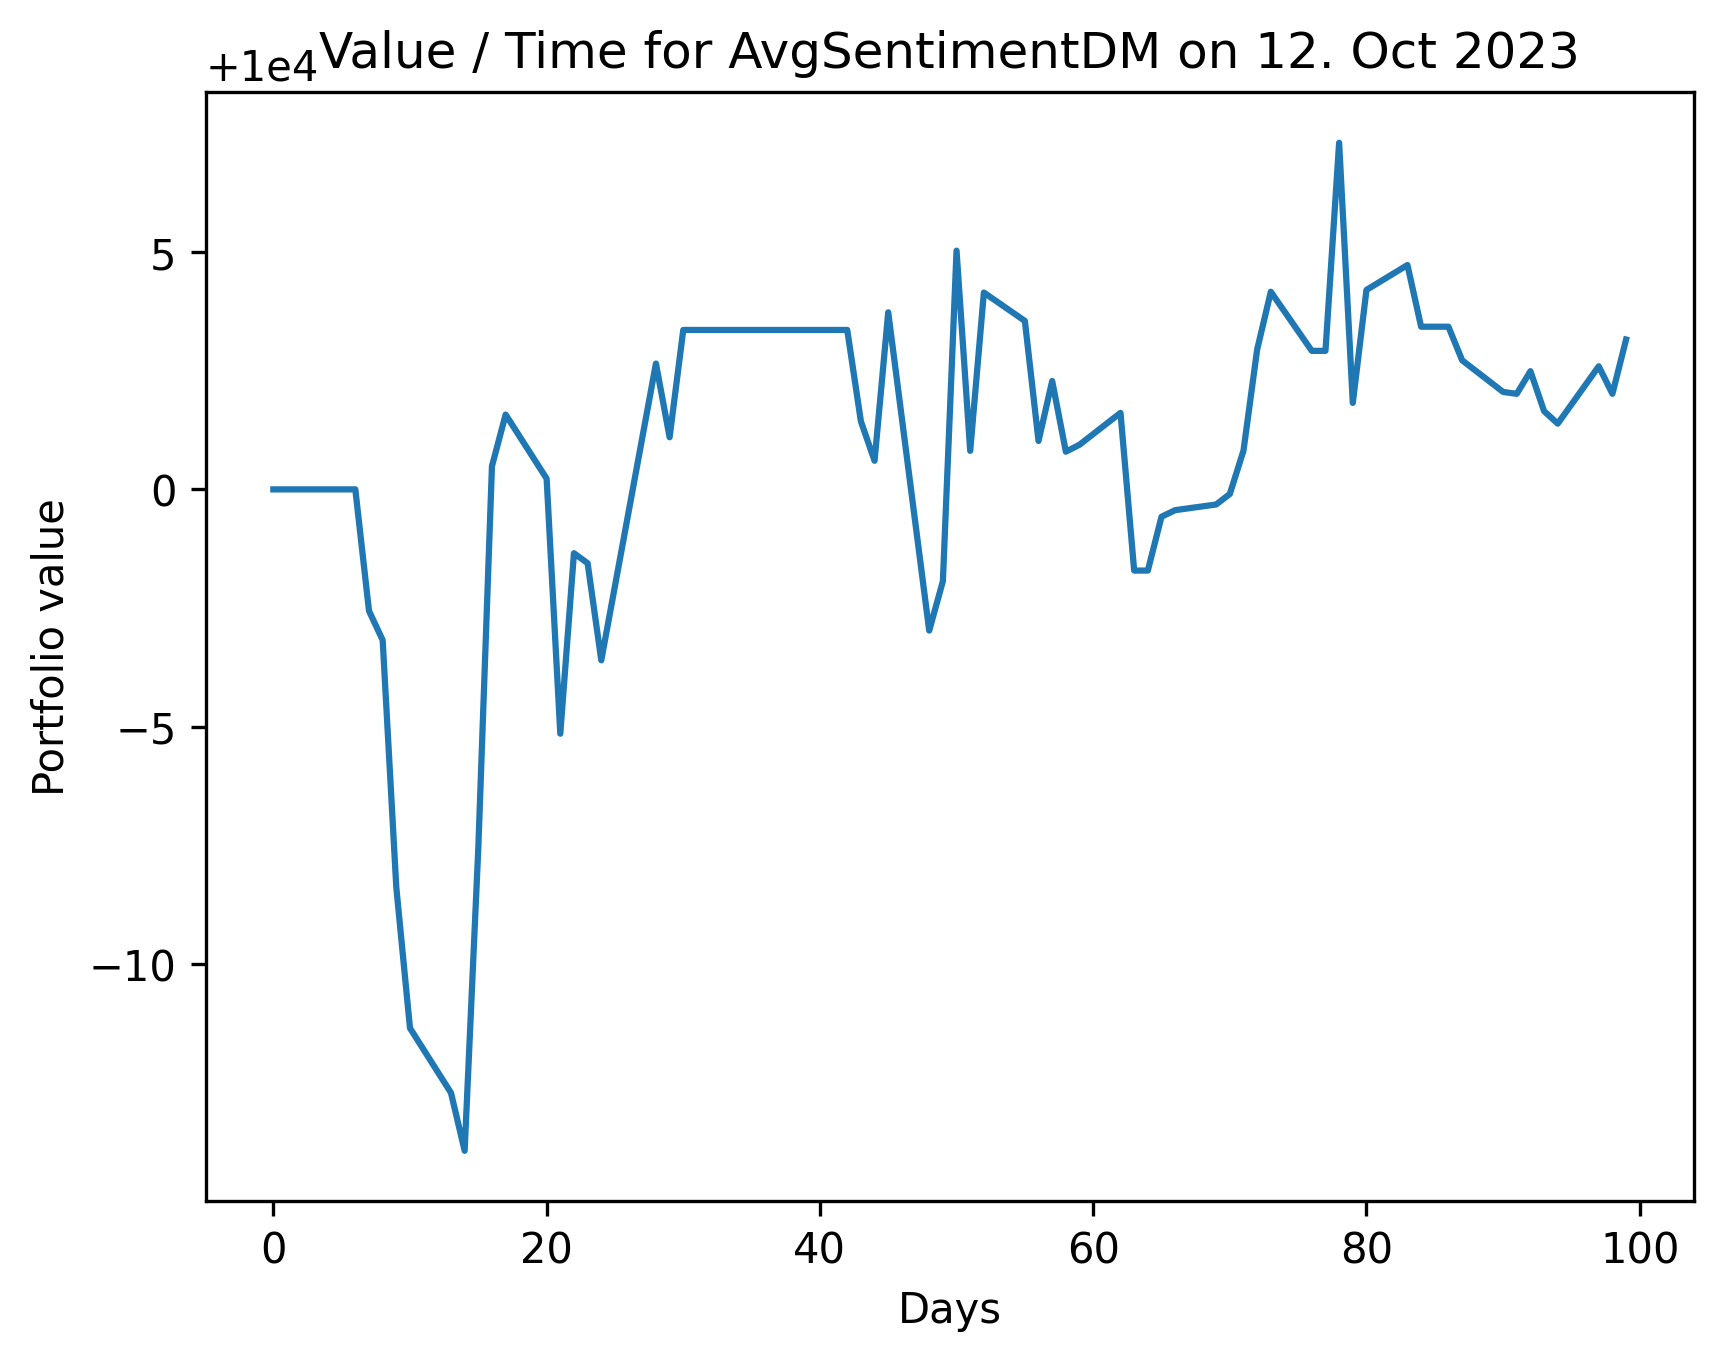 Value / Time for AvgSentimentDM on 12. Oct 2023
+1e4
5
0
−5
−10
Portfolio value
0 20 40 60 80 100
Days